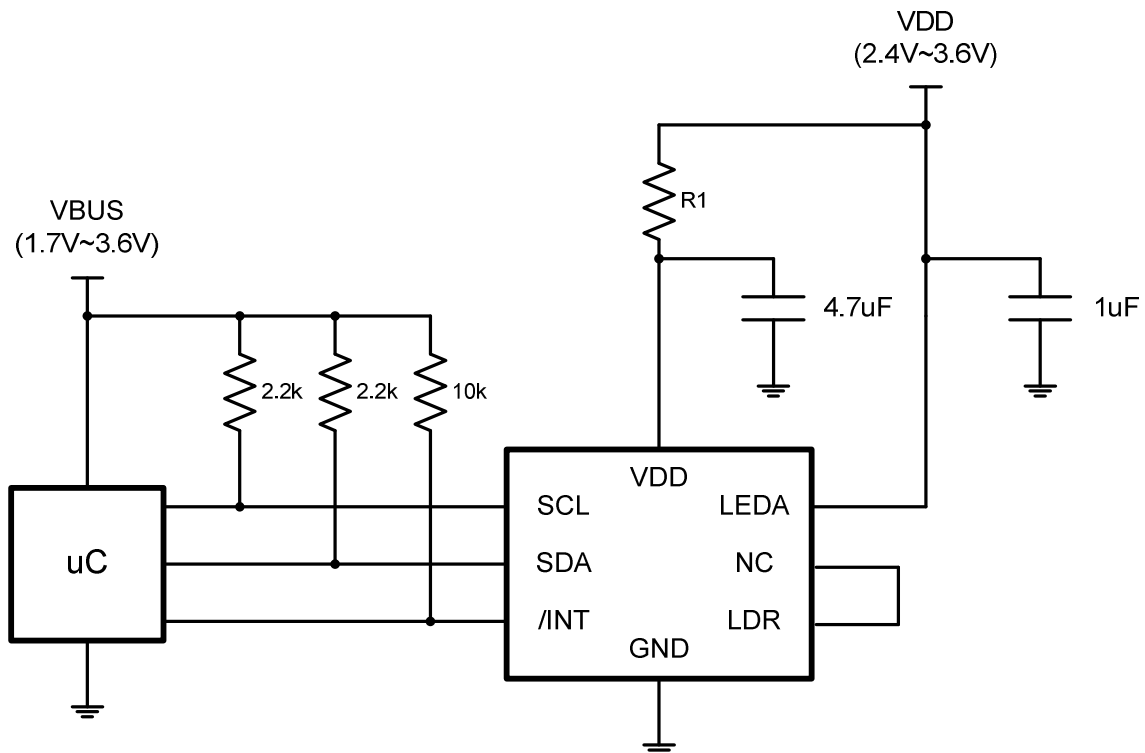 VDD
(2.4V~3.6V)
R1
VBUS
(1.7V~3.6V)
4.7uF
1uF
2.2k
2.2k
10k
VDD
SCL
LEDA
uC
SDA
NC
/INT
LDR
GND